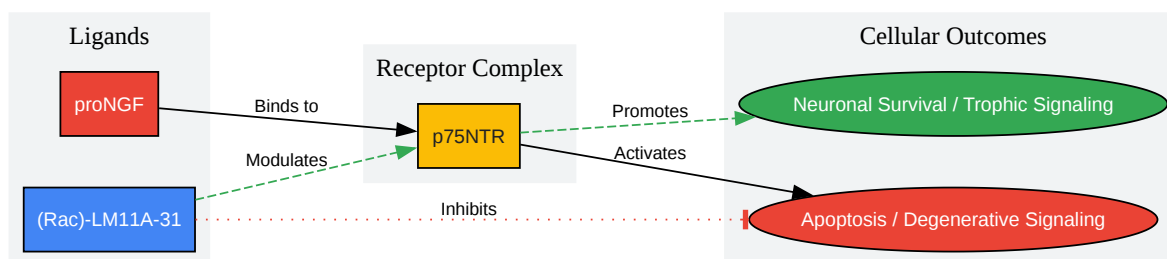 Ligands
proNGF
(Rac)-LM11A-31
Binds to
Modulates
Inhibits
Receptor Complex
p75NTR
Promotes
Activates
Cellular Outcomes
Neuronal Survival / Trophic Signaling
Apoptosis / Degenerative Signaling